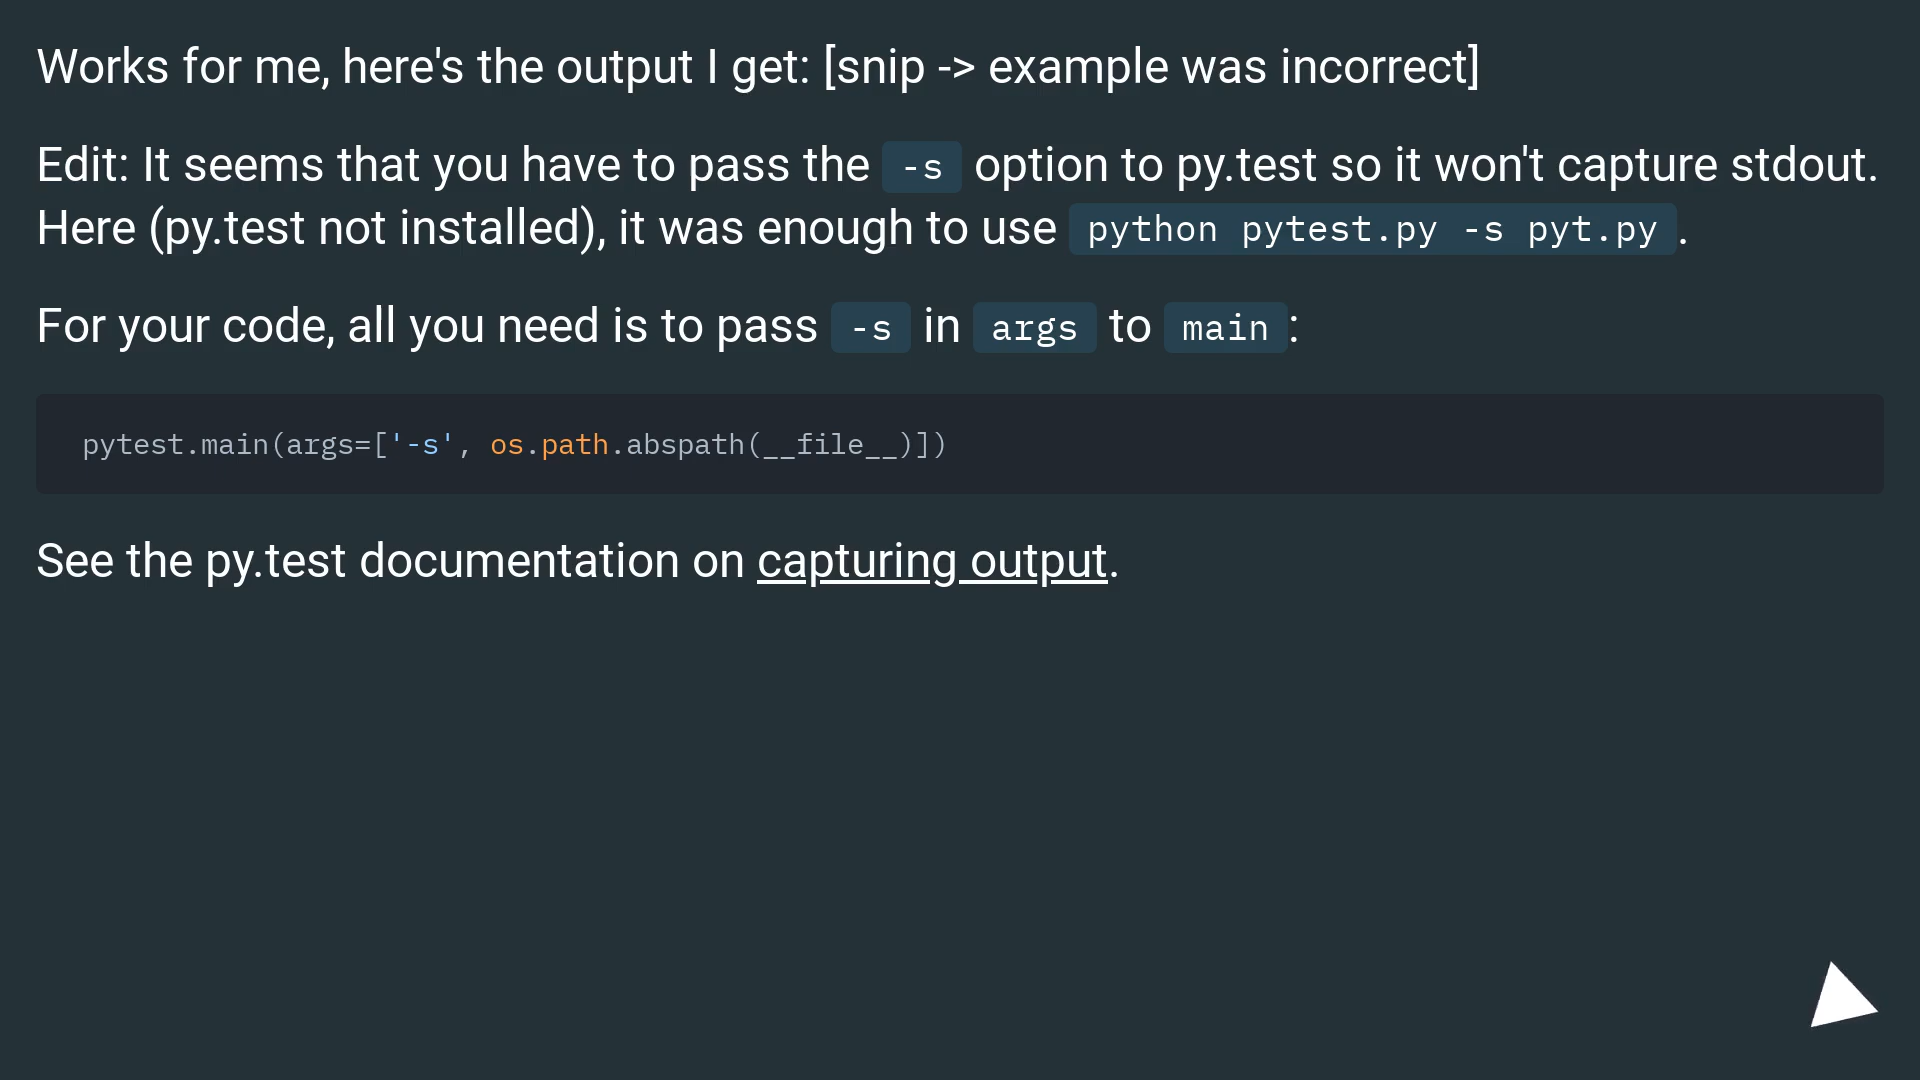 Works for me, here's the output I get: [snip -> example was incorrect]
Edit: It seems that you have to pass the -s option to py.test so it won't capture stdout.
Here (py.test not installed), it was enough to use python pytest.py -s pyt.py.
For your code, all you need is to pass -s in args to main:
pytest.main(args=['-s', os.path.abspath(__file__)])
See the py.test documentation on capturing output.